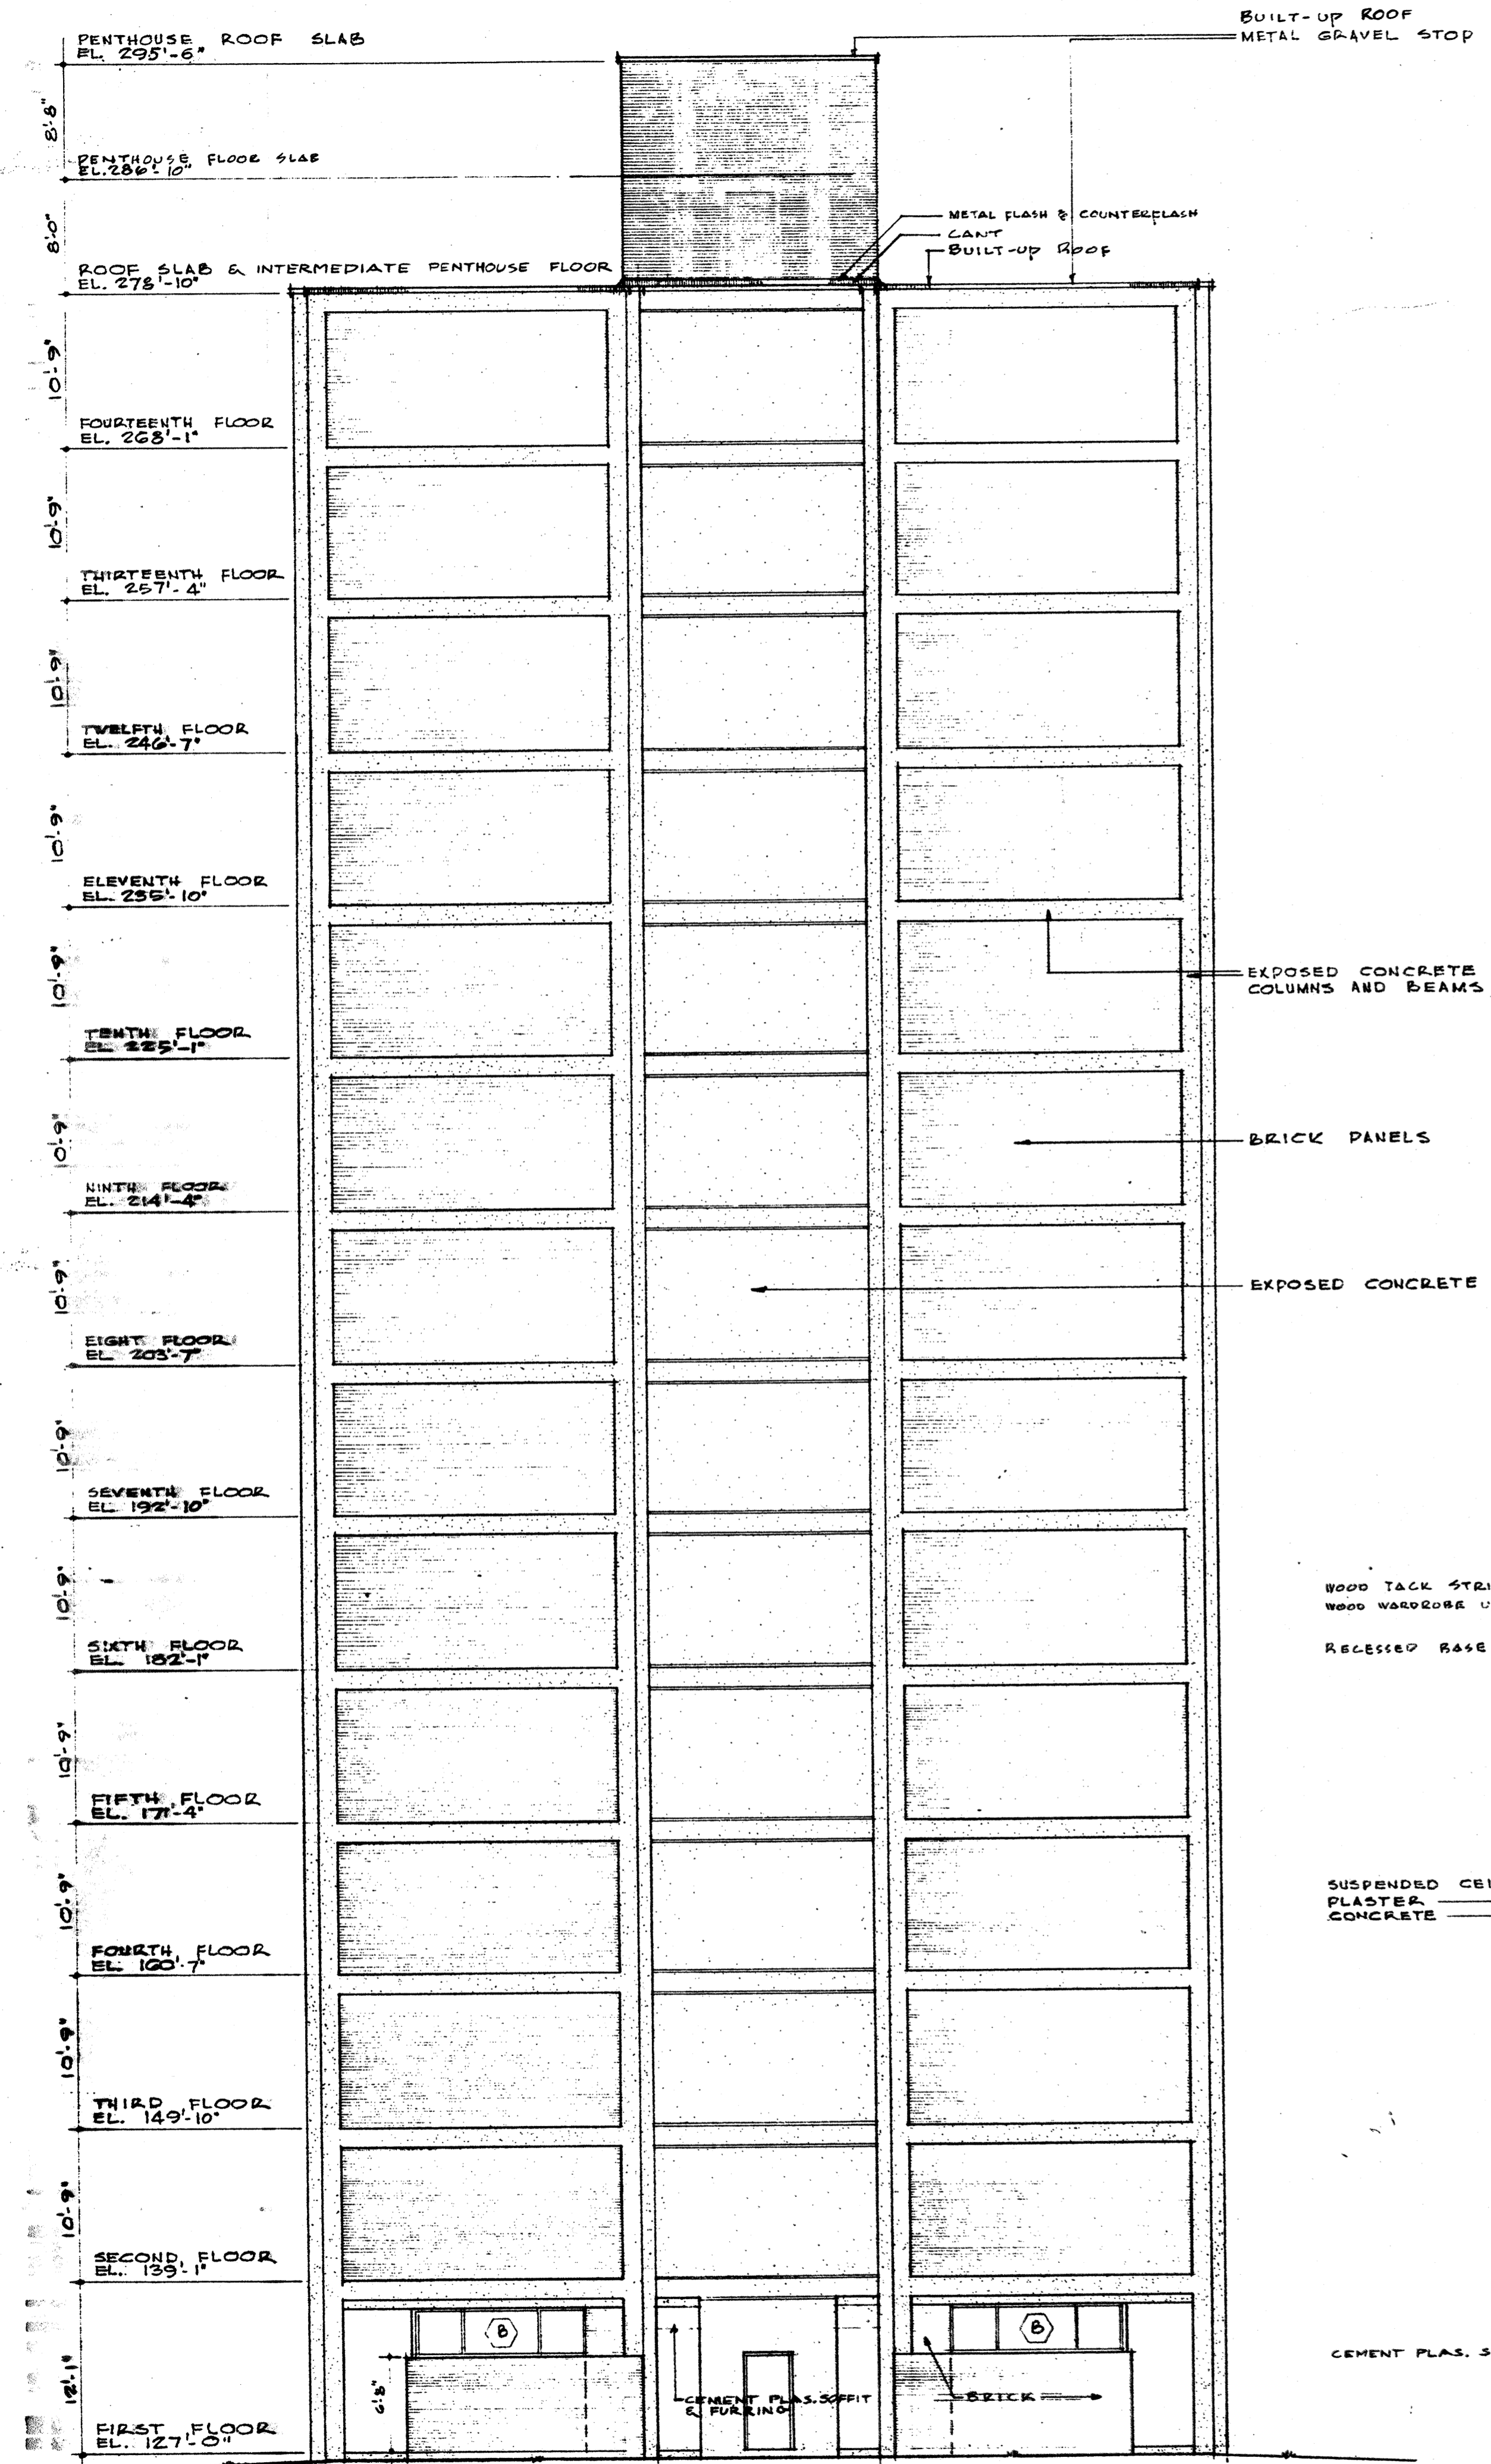 BUILT-UP ROOF
METAL GRAVEL STOP
PENTHOUSE ROOF SLAB
EL. 295'-6"
8'-8"
PENTHOUSE FLOOR SLAB
EL. 286'-10"
8'-0"
METAL FLASH & COUNTERFLASH
CANT
BUILT-UP ROOF
ROOF SLAB & INTERMEDIATE PENTHOUSE FLOOR
EL. 278'-10"
10'-9"
FOURTEENTH FLOOR
EL. 268'-1"
10'-9"
THIRTEENTH FLOOR
EL. 257'-4"
10'-9"
TWELFTH FLOOR
EL. 246'-7"
10'-9"
ELEVENTH FLOOR
EL. 235'-10"
10'-9"
EXPOSED CONCRETE
COLUMNS AND BEAMS
TENTH FLOOR
EL. 225'-1"
10'-9"
BRICK PANELS
NINTH FLOOR
EL. 214'-4"
10'-9"
EXPOSED CONCRETE
EIGHT FLOOR
EL. 203'-7"
10'-9"
SEVENTH FLOOR
EL. 192'-10"
10'-9"
WOOD TACK STRI
WOOD WARDROBE U
RECESSED BASE
SIXTH FLOOR
EL. 182'-1"
10'-9"
FIFTH FLOOR
EL. 171'-4"
10'-9"
SUSPENDED CEI
PLASTER
CONCRETE
FOURTH FLOOR
EL. 160'-7"
10'-9"
THIRD FLOOR
EL. 149'-10"
10'-9"
SECOND FLOOR
EL. 139'-1"
B
B
12'-1"
6'-8"
CEMENT PLAS. SOFFIT
& FURRING
BRICK
CEMENT PLAS. S
FIRST FLOOR
EL. 127'-0"